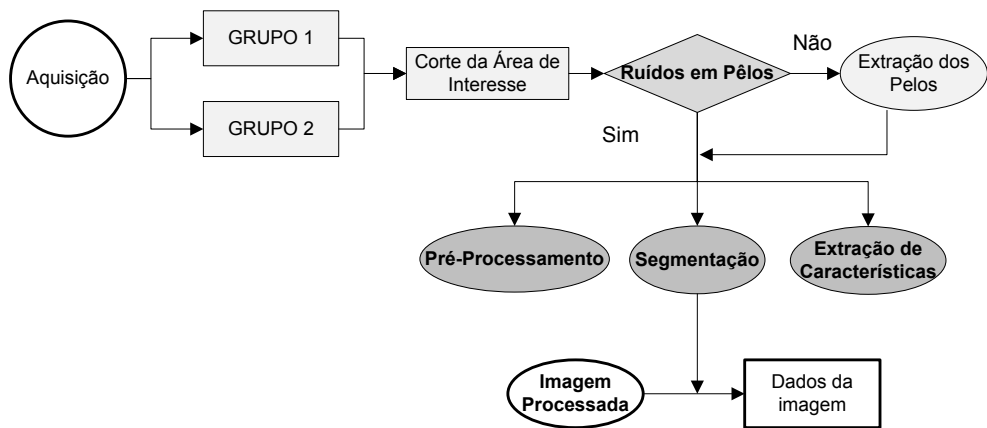 Aquisição
GRUPO 1
GRUPO 2
Corte da Área de
Interesse
Ruídos em Pêlos
Não
Extração dos
Pelos
Sim
Pré-Processamento
Segmentação
Extração de
Características
Imagem
Processada
Dados da
imagem